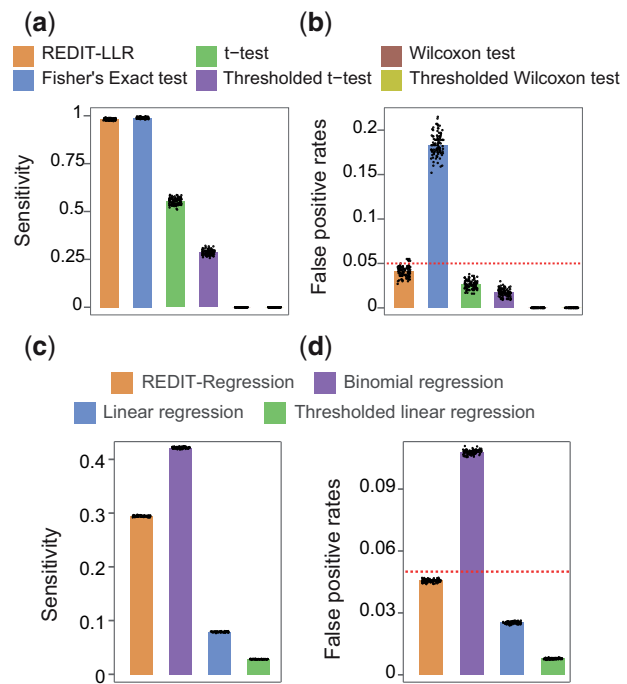 (a)
(b)
REDIT-LLR
t−test
Wilcoxon test
Fisher's Exact test
Thresholded t−test
Thresholded Wilcoxon test
Sensitivity
1
0.75
0.5
0.25
0
False positive rates
0.2
0.15
0.1
0.05
0
(c)
(d)
REDIT-Regression
Binomial regression
Linear regression
Thresholded linear regression
Sensitivity
0.4
0.3
0.2
0.1
0
False positive rates
0.09
0.06
0.03
0